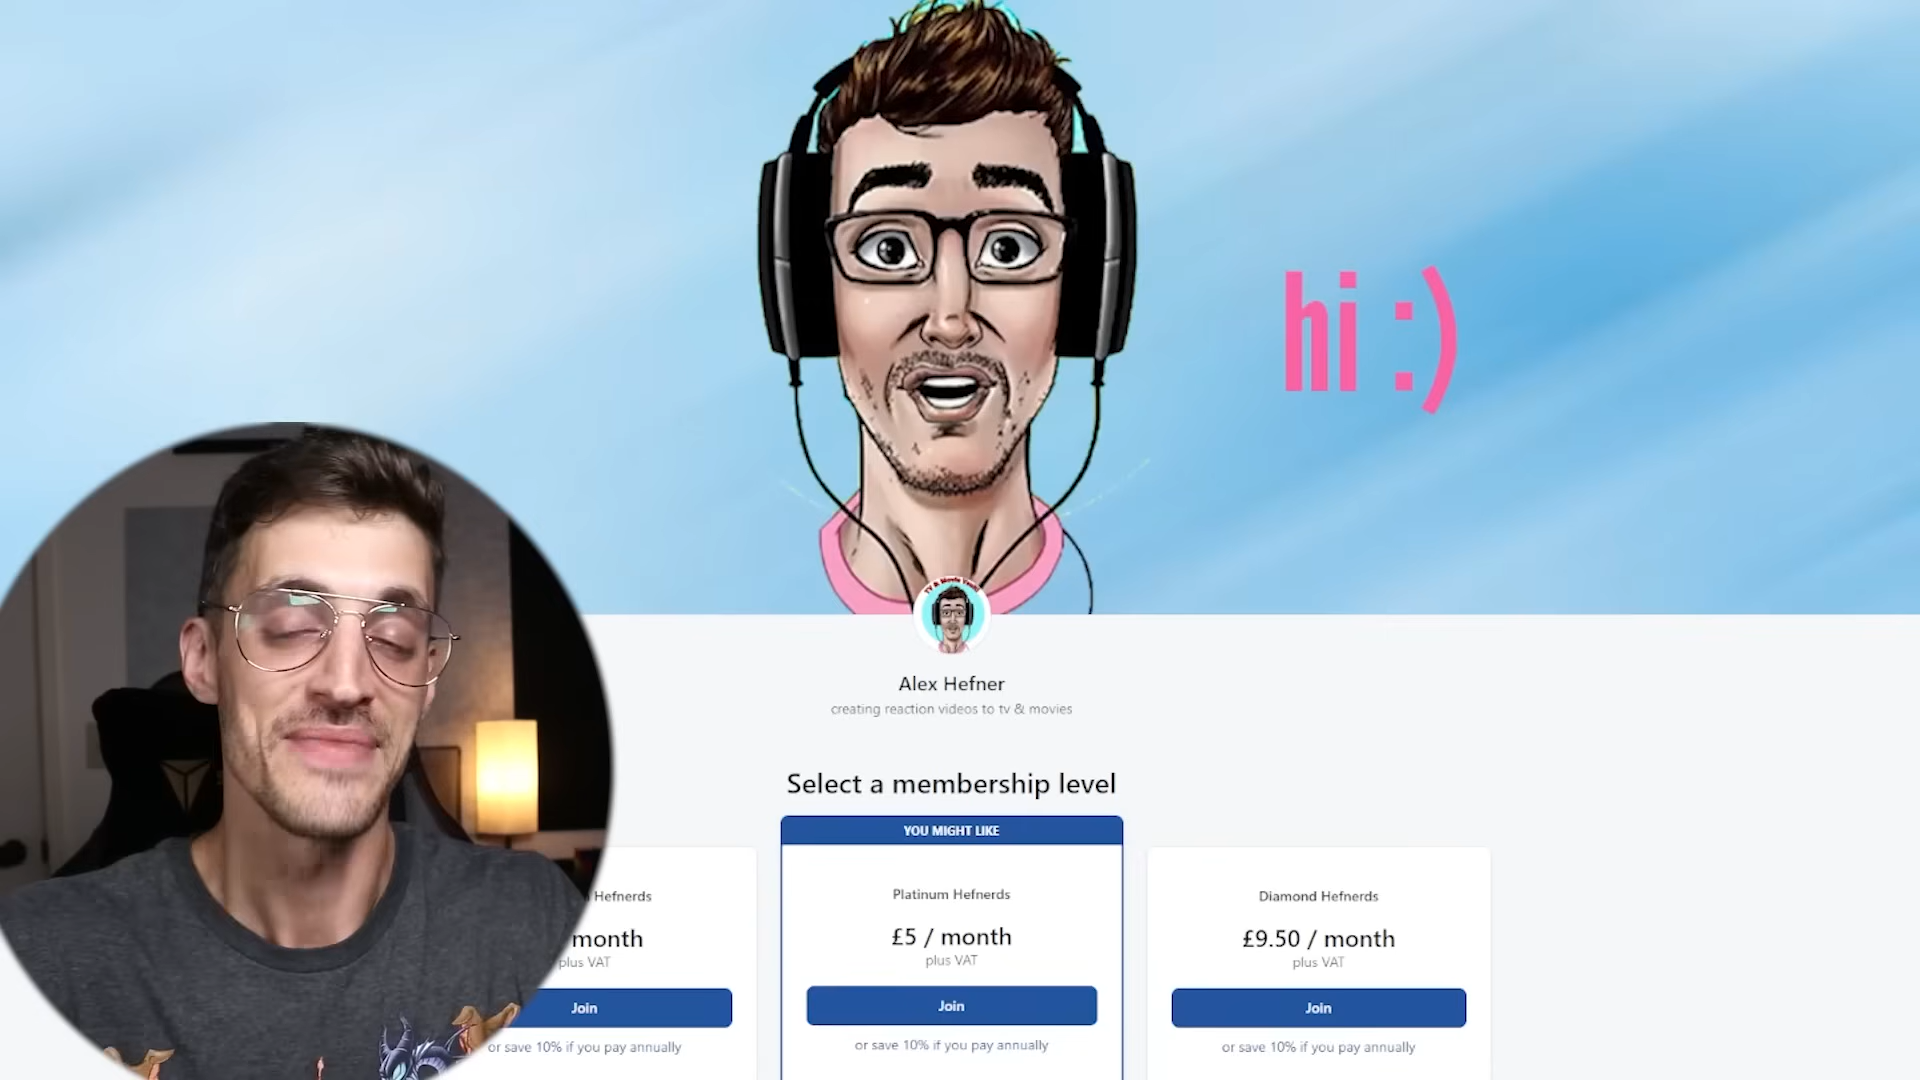 hi :)
TV & Movie
Alex Hefner
creating reaction videos to tv & movies
Select a membership level
YOU MIGHT LIKE
Hefnerds
Platinum Hefnerds
Diamond Hefnerds
month
£5 / month
£9.50 / month
plus VAT
plus VAT
plus VAT
Join
Join
Join
or save 10% if you pay annually
or save 10% if you pay annually
or save 10% if you pay annually